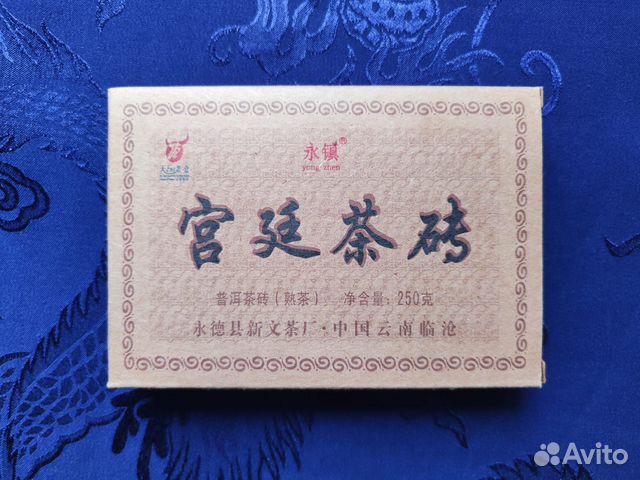 永镇®
yong zhen
宫廷茶砖
普洱茶砖（熟茶） 净含量：250克
永德县新文茶厂·中国云南临沧
Avito